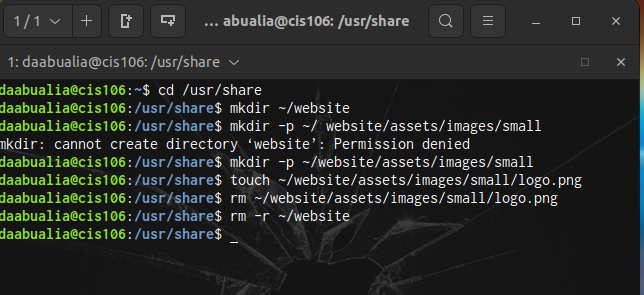 1 / 1
... abualia@cis106: /usr/share
1: daabualia@cis106: /usr/share
daabualia@cis106:~$ cd /usr/share
daabualia@cis106:/usr/share$ mkdir ~/website
daabualia@cis106:/usr/share$ mkdir -p ~/ website/assets/images/small
mkdir: cannot create directory ‘website’: Permission denied
daabualia@cis106:/usr/share$ mkdir -p ~/website/assets/images/small
daabualia@cis106:/usr/share$ touch ~/website/assets/images/small/logo.png
daabualia@cis106:/usr/share$ rm ~/website/assets/images/small/logo.png
daabualia@cis106:/usr/share$ rm -r ~/website
daabualia@cis106:/usr/share$ _